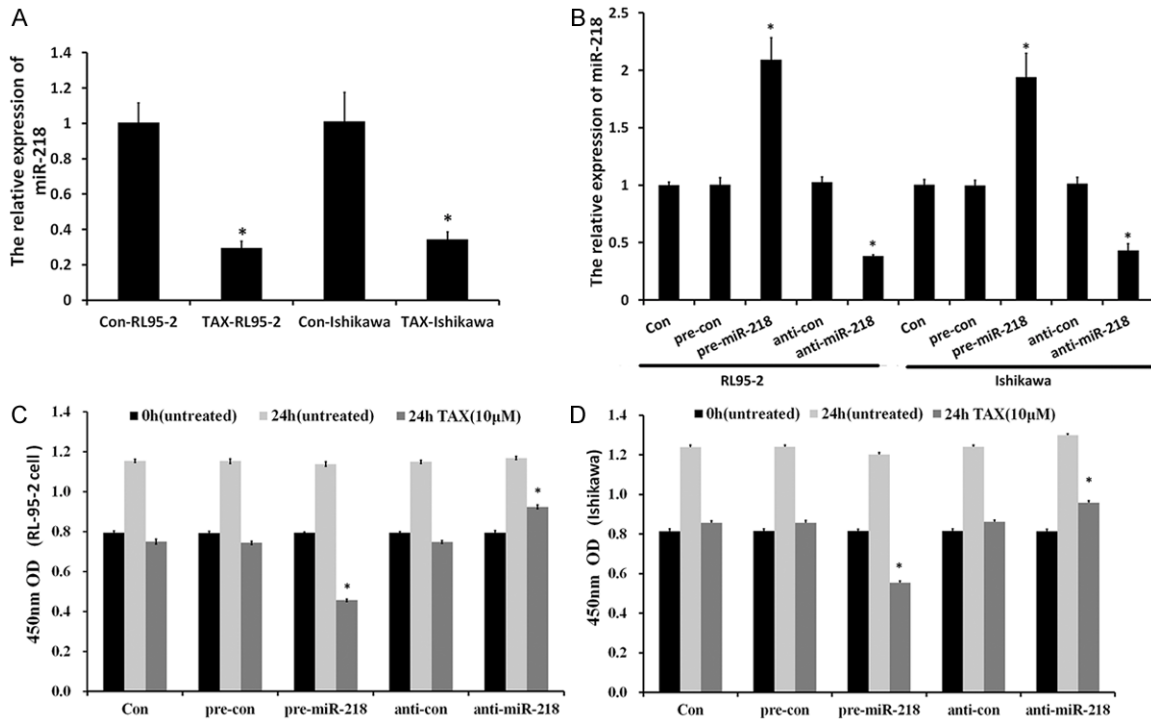 A
The relative expression of
miR-218
1.4
1.2
1
0.8
0.6
0.4
0.2
0
*
*
Con-RL95-2 TAX-RL95-2 Con-Ishikawa TAX-Ishikawa
B
The relative expression of miR-218
2.5
2
1.5
1
0.5
0
*
*
*
*
Con pre-con pre-miR-218 anti-con anti-miR-218 Con pre-con pre-miR-218 anti-con anti-miR-218
RL95-2 Ishikawa
C
0h(untreated) 24h(untreated) 24h TAX(10μM)
450nm OD (RL-95-2 cell)
1.4
1.2
1.0
0.8
0.6
0.4
0.2
0.0
*
*
Con pre-con pre-miR-218 anti-con anti-miR-218
D
0h(untreated) 24h(untreated) 24h TAX(10μM)
450nm OD (Ishikawa)
1.4
1.2
1.0
0.8
0.6
0.4
0.2
0.0
*
*
Con pre-con pre-miR-218 anti-con anti-miR-218